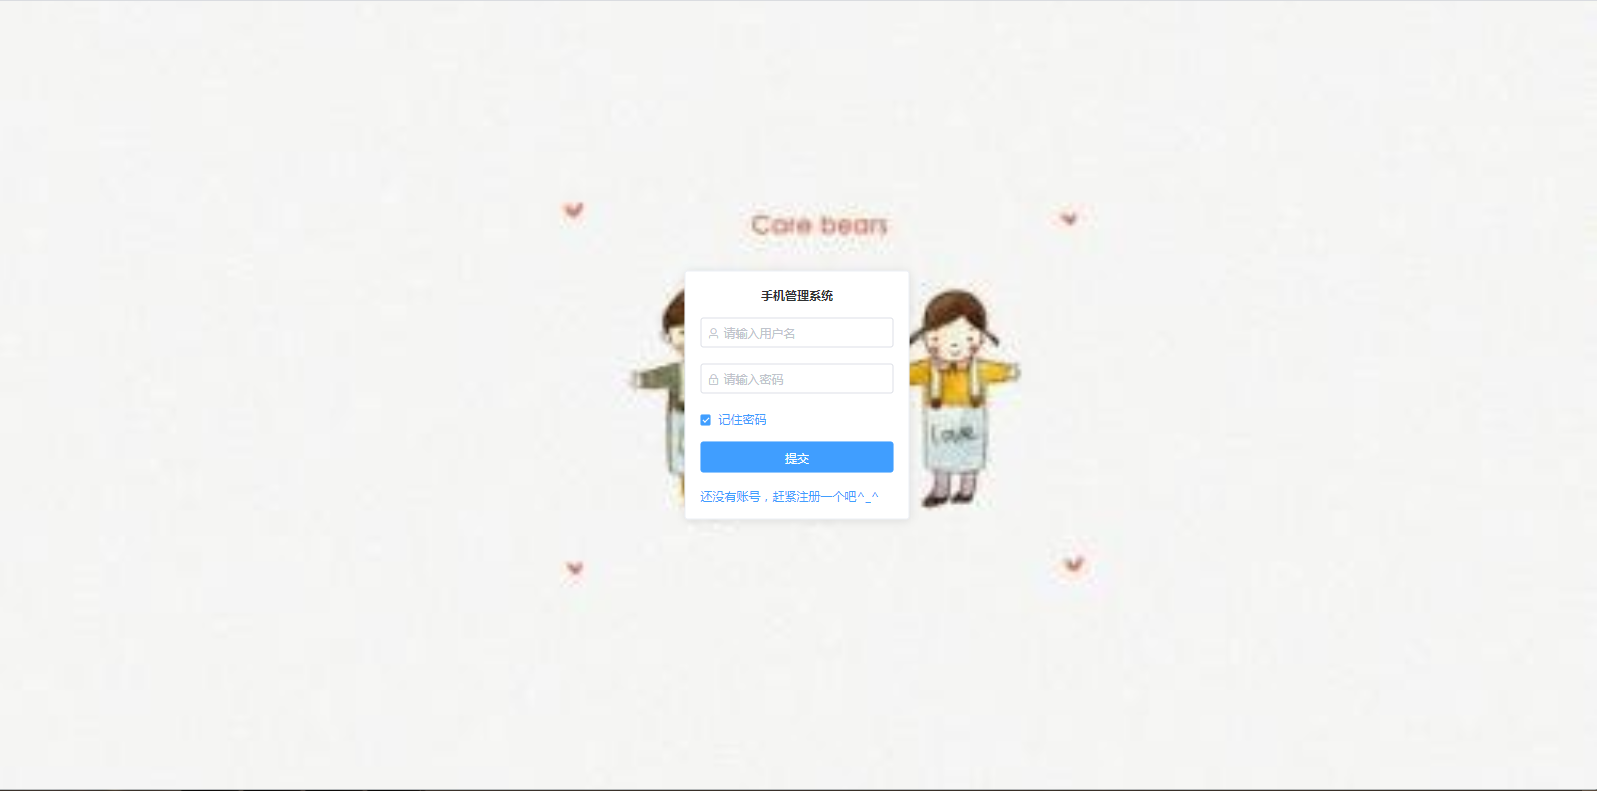 Care bears
手机管理系统
请输入用户名
请输入密码
记住密码
Love
提交
还没有账号，赶紧注册一个吧^_^